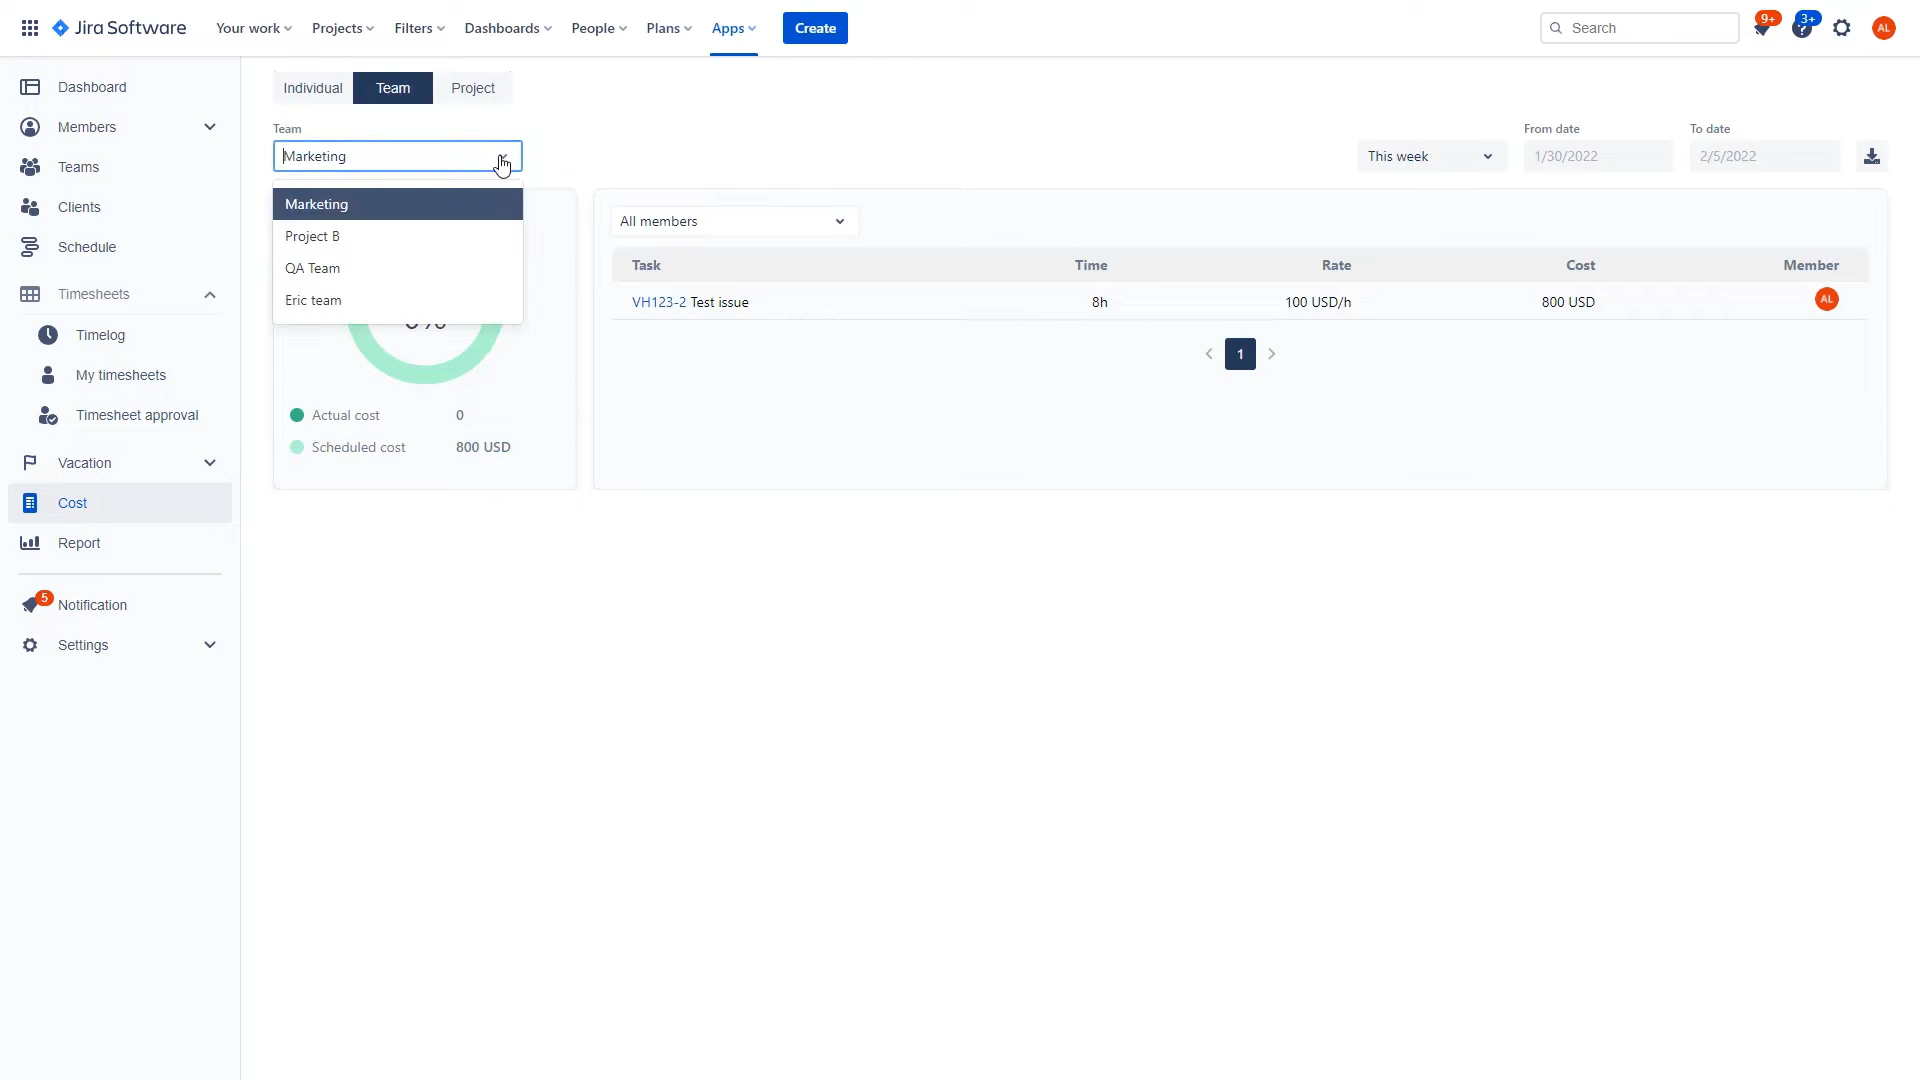 Jira Software
Your work
Projects
Filters
Dashboards
People
Plans
Apps
Create
Search
9+
3+
AL
Dashboard
Members
Teams
Clients
Schedule
Timesheets
Timelog
My timesheets
Timesheet approval
Vacation
Cost
Report
5
Notification
Settings
Individual
Team
Project
Team
Marketing
Marketing
Project B
QA Team
Eric team
Actual cost 0
Scheduled cost 800 USD
This week
From date
1/30/2022
To date
2/5/2022
All members
Task Time Rate Cost Member
VH123-2 Test issue 8h 100 USD/h 800 USD AL
1